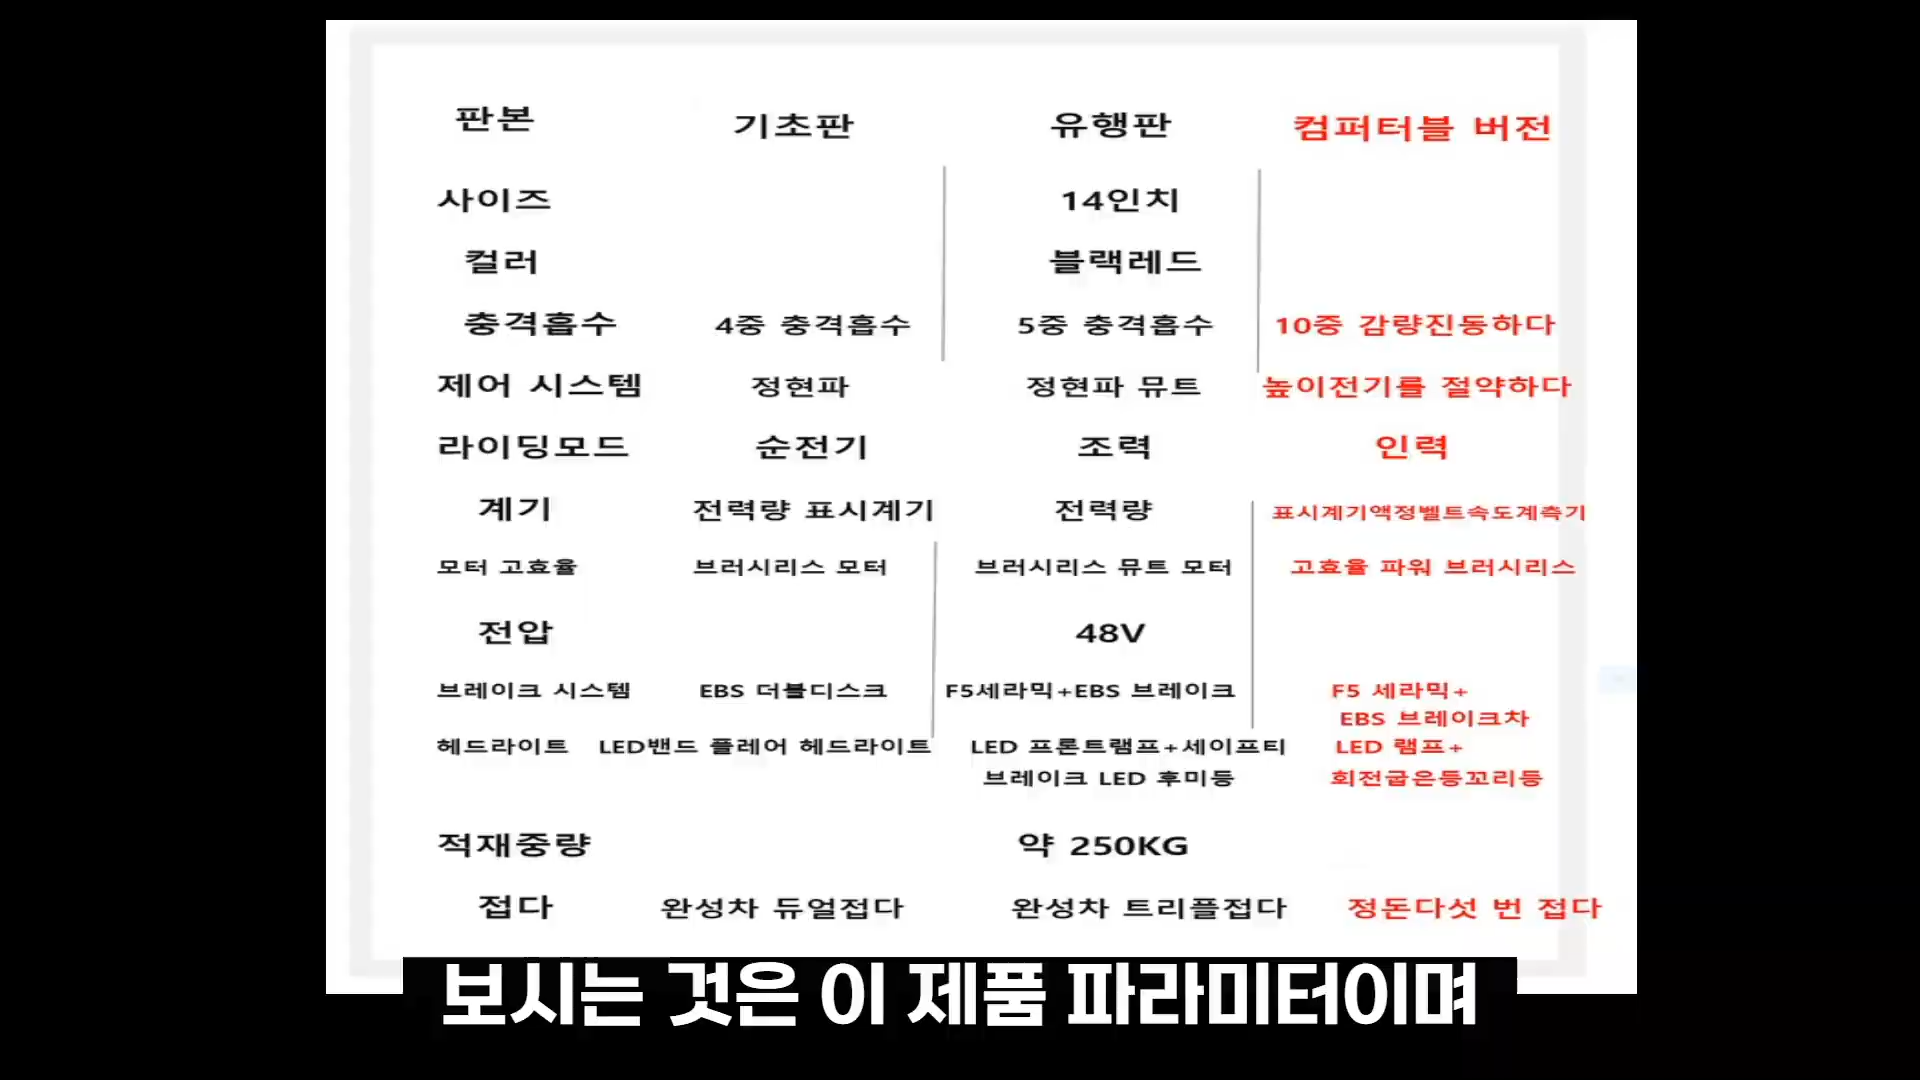 판본 기초판 유행판 컴퍼터블 버전
사이즈 14인치
컬러 블랙레드
충격흡수 4중 충격흡수 5중 충격흡수 10중 감량진동하다
제어 시스템 정현파 정현파 뮤트 높이전기를 절약하다
라이딩모드 순전기 조력 인력
계기 전력량 표시계기 전력량 표시계기액정벨트속도계측기
모터 고효율 브러시리스 모터 브러시리스 뮤트 모터 고효율 파워 브러시리스
전압 48V
브레이크 시스템 EBS 더블디스크 F5세라믹+EBS 브레이크 F5 세라믹+
EBS 브레이크차
헤드라이트 LED밴드 플레어 헤드라이트 LED 프론트램프+세이프티 LED 램프+
브레이크 LED 후미등 회전굽은등꼬리등
적재중량 약 250KG
접다 완성차 듀얼접다 완성차 트리플접다 정돈다섯 번 접다
보시는 것은 이 제품 파라미터이며